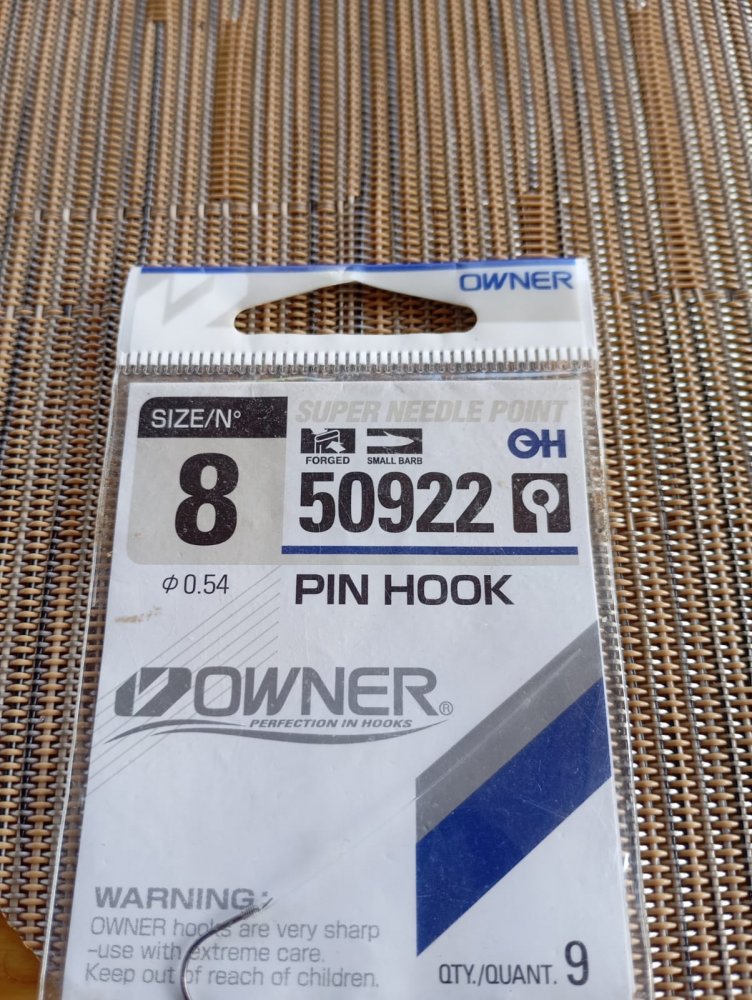 OWNER
SIZE/N°
8
Φ 0.54
SUPER NEEDLE POINT
FORGED SMALL BARB
OH
50922
PIN HOOK
OWNER®
PERFECTION IN HOOKS
WARNING:
OWNER hooks are very sharp
-use with extreme care.
Keep out of reach of children.
QTY./QUANT. 9